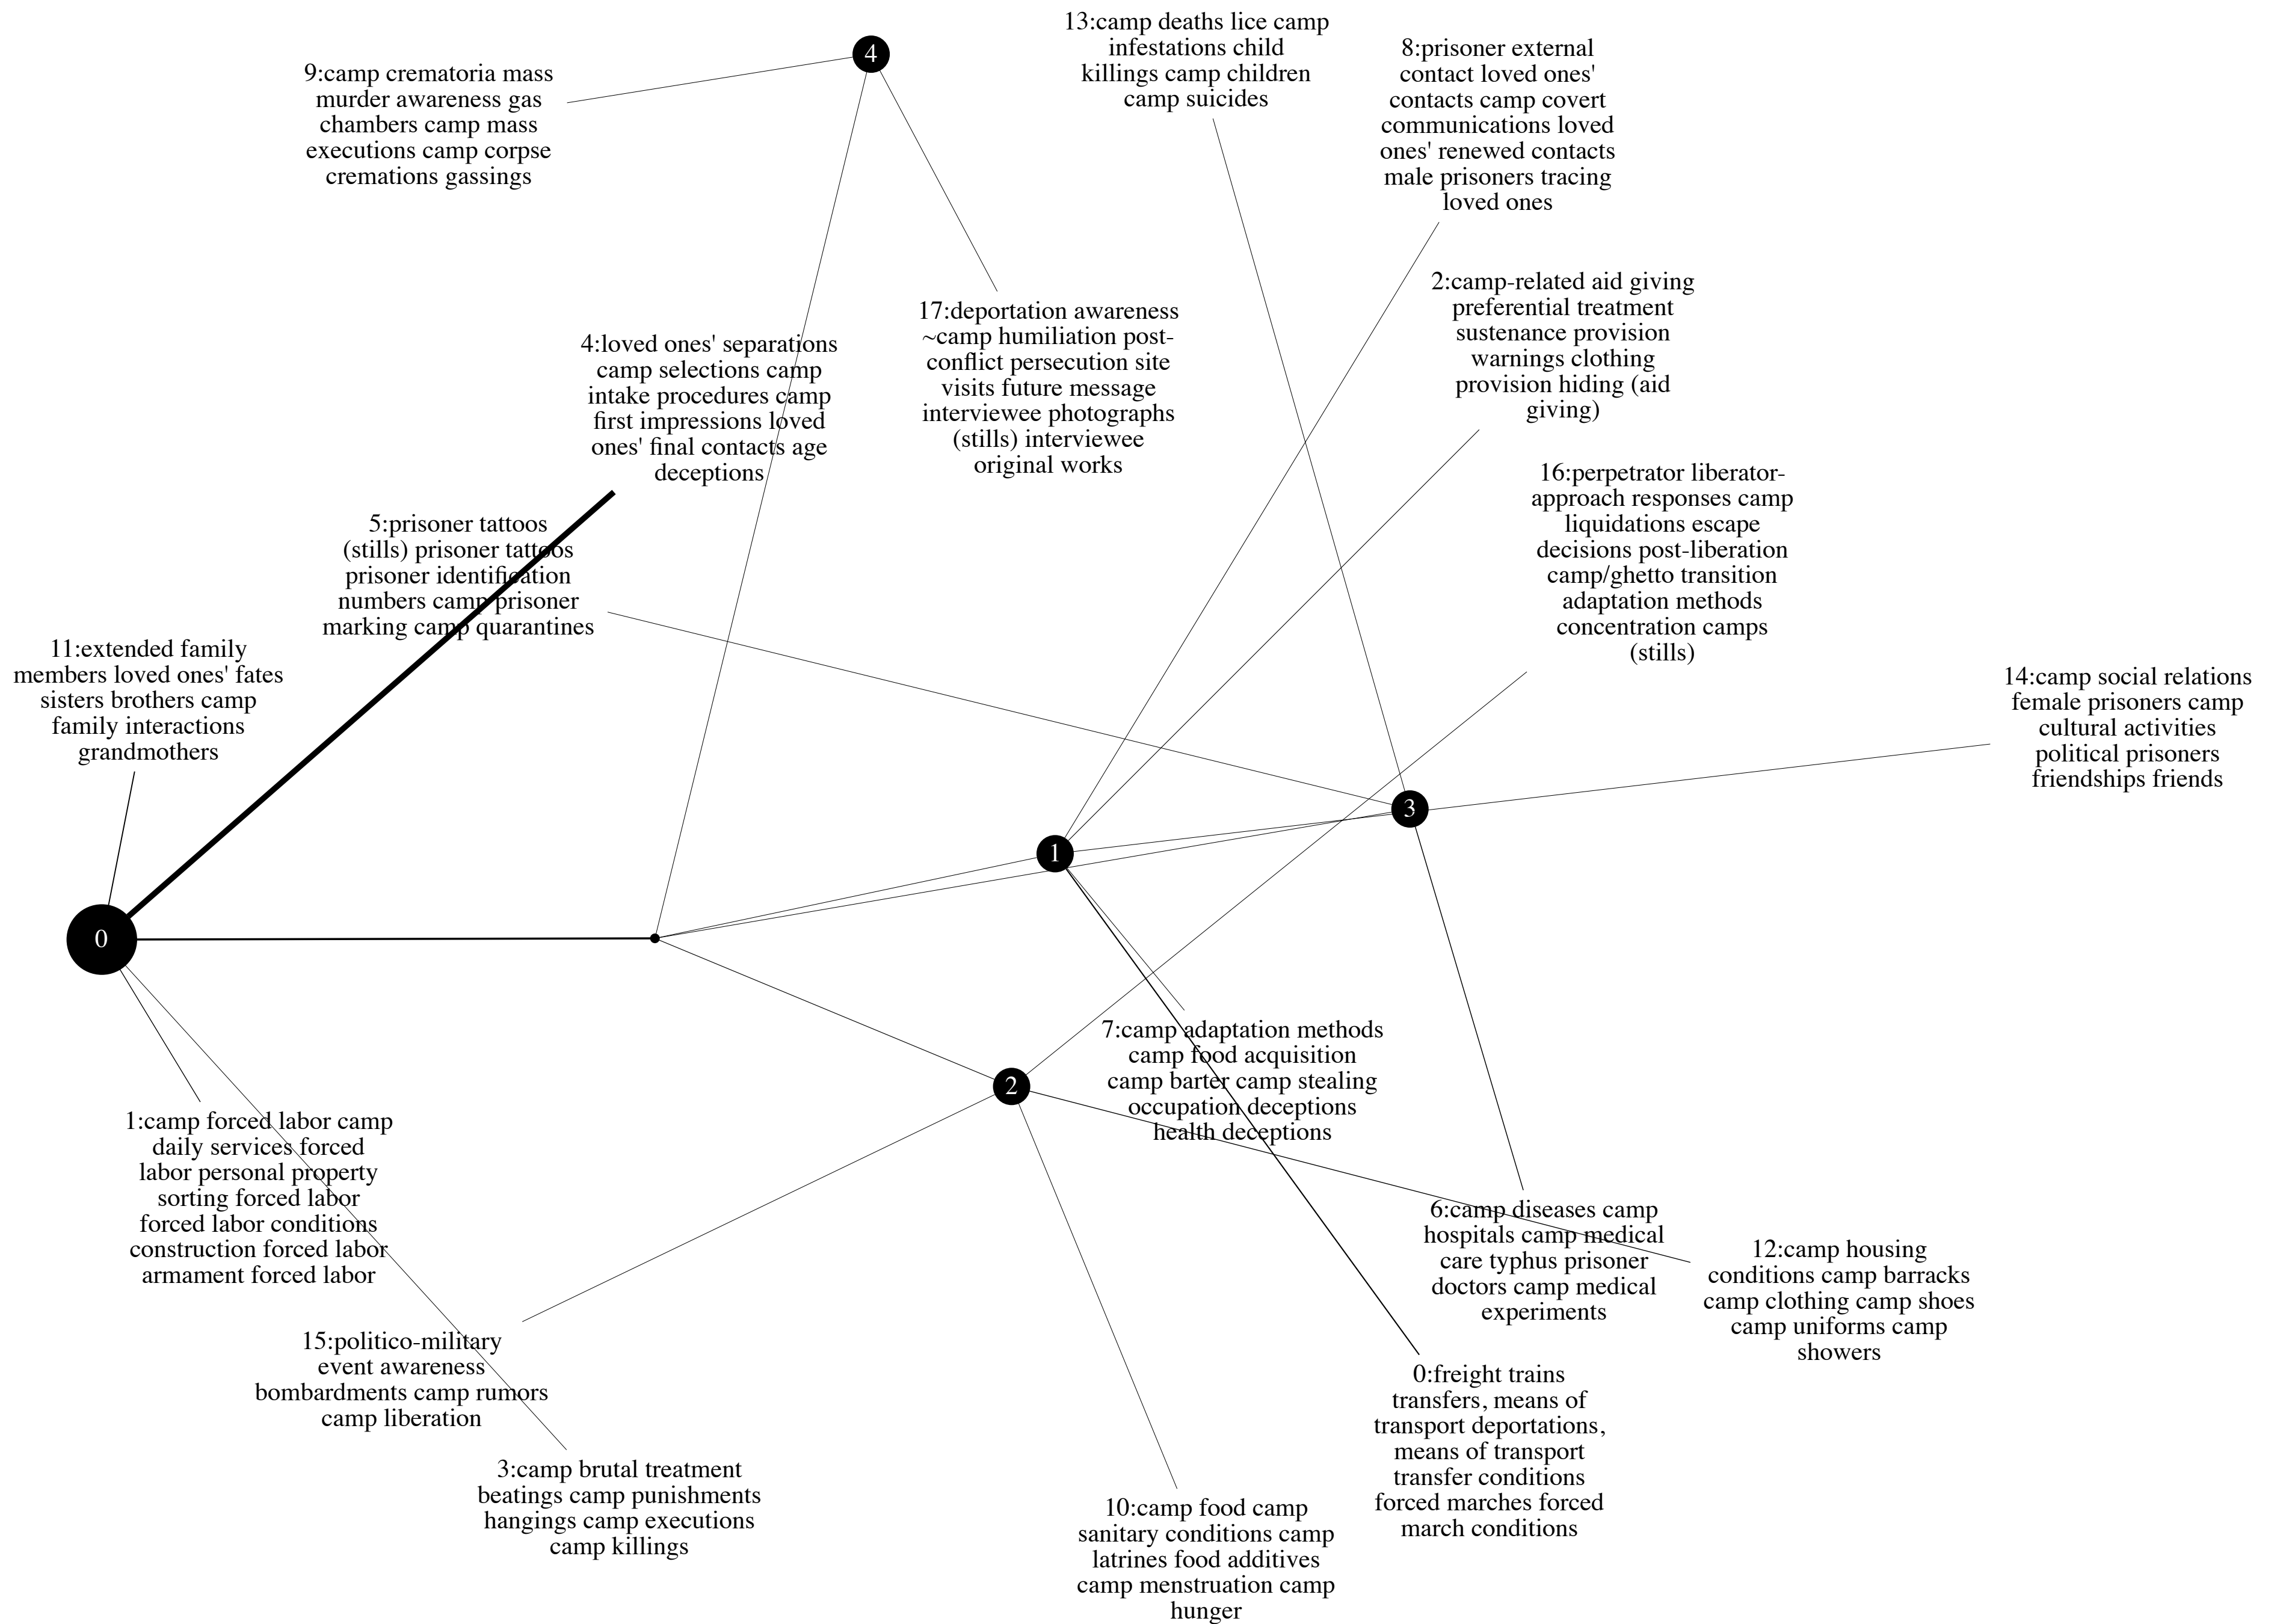 4
13:camp deaths lice camp
infestations child
killings camp children
camp suicides
8:prisoner external
contact loved ones'
contacts camp covert
communications loved
ones' renewed contacts
male prisoners tracing
loved ones
9:camp crematoria mass
murder awareness gas
chambers camp mass
executions camp corpse
cremations gassings
2:camp-related aid giving
preferential treatment
sustenance provision
warnings clothing
provision hiding (aid
giving)
17:deportation awareness
~camp humiliation post-
conflict persecution site
visits future message
interviewee photographs
(stills) interviewee
original works
4:loved ones' separations
camp selections camp
intake procedures camp
first impressions loved
ones' final contacts age
deceptions
16:perpetrator liberator-
approach responses camp
liquidations escape
decisions post-liberation
camp/ghetto transition
adaptation methods
concentration camps
(stills)
5:prisoner tattoos
(stills) prisoner tattoos
prisoner identification
numbers camp prisoner
marking camp quarantines
11:extended family
members loved ones' fates
sisters brothers camp
family interactions
grandmothers
14:camp social relations
female prisoners camp
cultural activities
political prisoners
friendships friends
3
1
0
2
7:camp adaptation methods
camp food acquisition
camp barter camp stealing
occupation deceptions
health deceptions
1:camp forced labor camp
daily services forced
labor personal property
sorting forced labor
forced labor conditions
construction forced labor
armament forced labor
6:camp diseases camp
hospitals camp medical
care typhus prisoner
doctors camp medical
experiments
12:camp housing
conditions camp barracks
camp clothing camp shoes
camp uniforms camp
showers
15:politico-military
event awareness
bombardments camp rumors
camp liberation
0:freight trains
transfers, means of
transport deportations,
means of transport
transfer conditions
forced marches forced
march conditions
3:camp brutal treatment
beatings camp punishments
hangings camp executions
camp killings
10:camp food camp
sanitary conditions camp
latrines food additives
camp menstruation camp
hunger